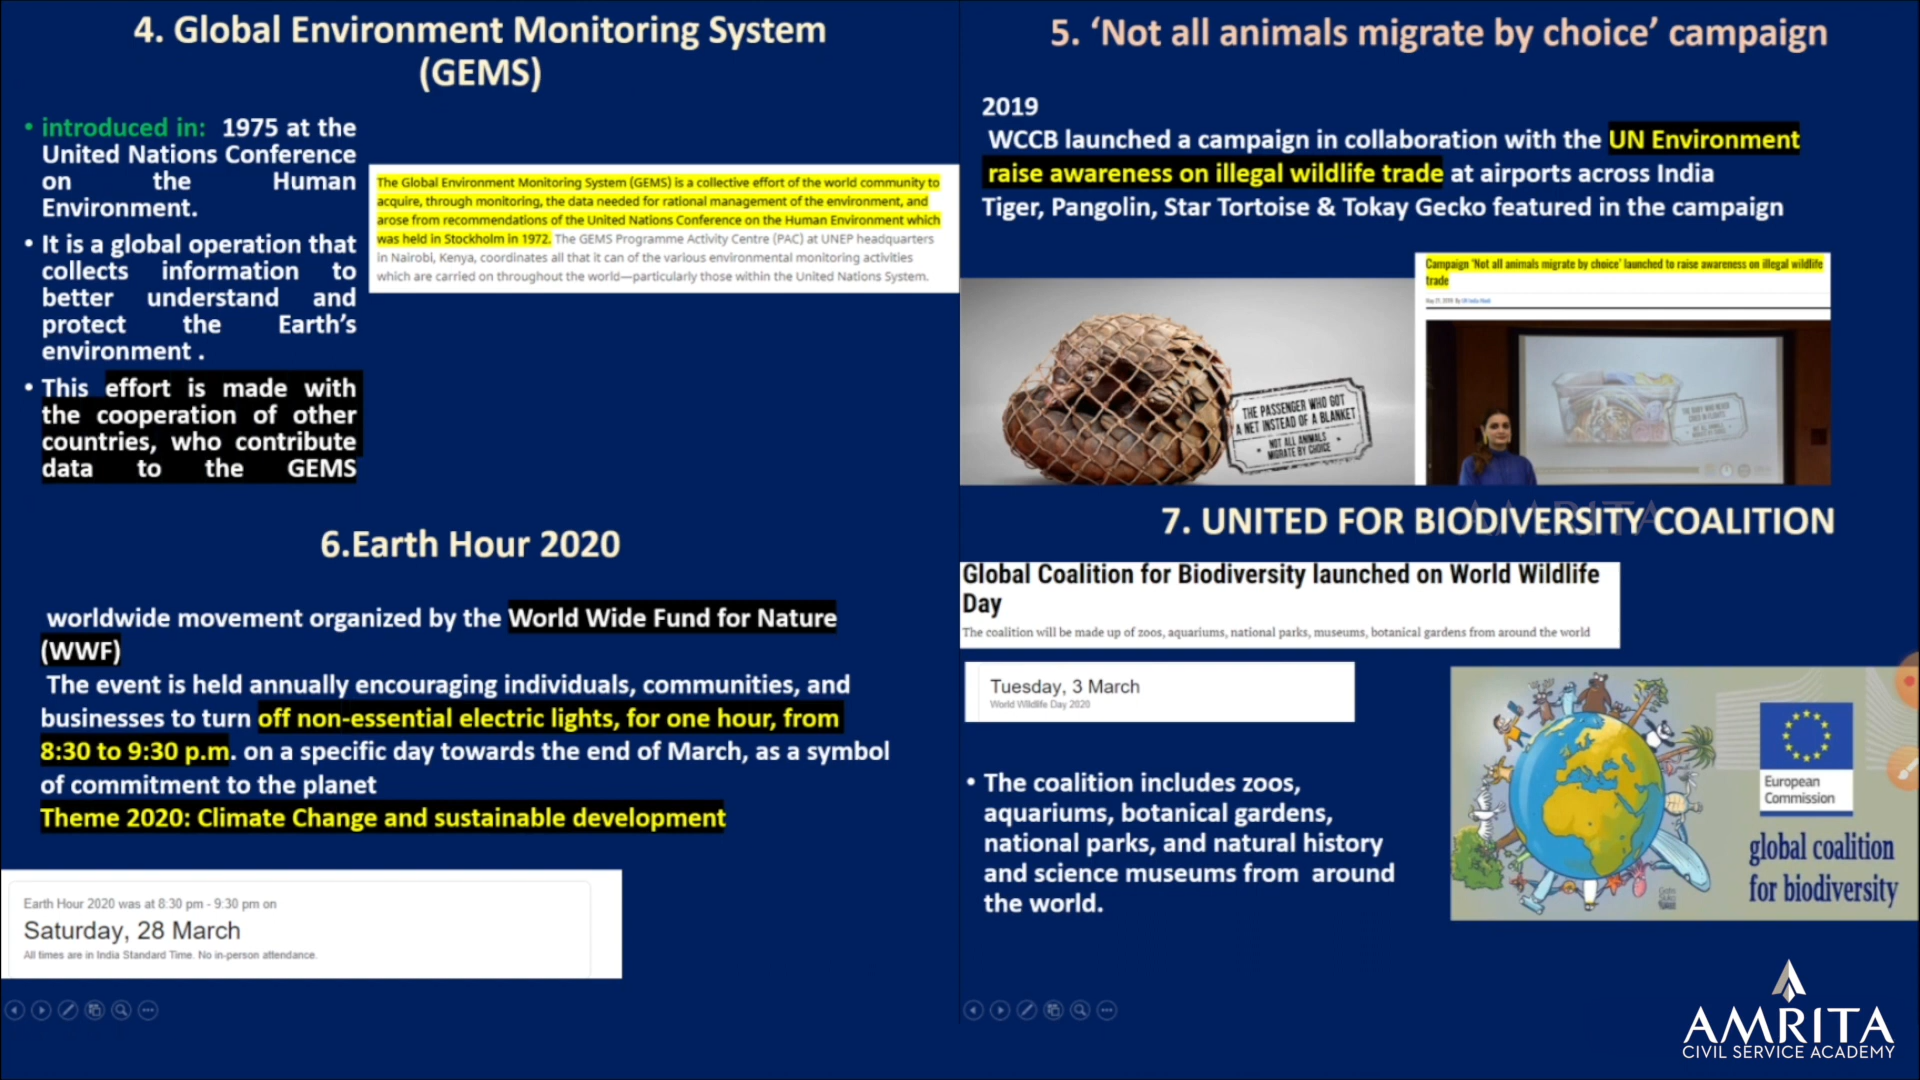 4. Global Environment Monitoring System
(GEMS)
• introduced in: 1975 at the
United Nations Conference
on the Human
Environment.
• It is a global operation that
collects information to
better understand and
protect the Earth's
environment .
• This effort is made with
the cooperation of other
countries, who contribute
data to the GEMS
The Global Environment Monitoring System (GEMS) is a collective effort of the world community to
acquire, through monitoring, the data needed for rational management of the environment, and
arose from recommendations of the United Nations Conference on the Human Environment which
was held in Stockholm in 1972. The GEMS Programme Activity Centre (PAC) at UNEP headquarters
in Nairobi, Kenya, coordinates all that it can of the various environmental monitoring activities
which are carried on throughout the world—particularly those within the United Nations System.
5. ‘Not all animals migrate by choice’ campaign
2019
WCCB launched a campaign in collaboration with the UN Environment
raise awareness on illegal wildlife trade at airports across India
Tiger, Pangolin, Star Tortoise & Tokay Gecko featured in the campaign
THE PASSENGER WHO GOT
A NET INSTEAD OF A BLANKET
NOT ALL ANIMALS
MIGRATE BY CHOICE
Campaign ‘Not all animals migrate by choice’ launched to raise awareness on illegal wildlife
trade
6.Earth Hour 2020
worldwide movement organized by the World Wide Fund for Nature
(WWF)
The event is held annually encouraging individuals, communities, and
businesses to turn off non-essential electric lights, for one hour, from
8:30 to 9:30 p.m. on a specific day towards the end of March, as a symbol
of commitment to the planet
Theme 2020: Climate Change and sustainable development
Earth Hour 2020 was at 8:30 pm - 9:30 pm on
Saturday, 28 March
All times are in India Standard Time. No in-person attendance.
AMRITA
7. UNITED FOR BIODIVERSITY COALITION
Global Coalition for Biodiversity launched on World Wildlife
Day
The coalition will be made up of zoos, aquariums, national parks, museums, botanical gardens from around the world
Tuesday, 3 March
World Wildlife Day 2020
• The coalition includes zoos,
aquariums, botanical gardens,
national parks, and natural history
and science museums from around
the world.
European
Commission
global coalition
for biodiversity
AMRITA
CIVIL SERVICE ACADEMY